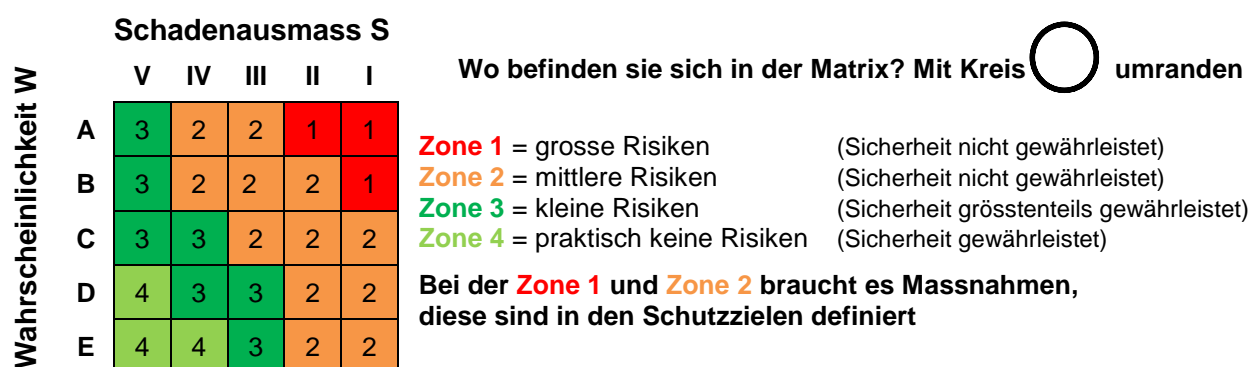 Schadenausmass S
Wo befinden sie sich in der Matrix? Mit Kreis umranden
Wahrscheinlichkeit W
V IV III II I
A 3 2 2 1 1
B 3 2 2 2 1
C 3 3 2 2 2
D 4 3 3 2 2
E 4 4 3 2 2
Zone 1 = grosse Risiken (Sicherheit nicht gewährleistet)
Zone 2 = mittlere Risiken (Sicherheit nicht gewährleistet)
Zone 3 = kleine Risiken (Sicherheit grösstenteils gewährleistet)
Zone 4 = praktisch keine Risiken (Sicherheit gewährleistet)
Bei der Zone 1 und Zone 2 braucht es Massnahmen,
diese sind in den Schutzzielen definiert